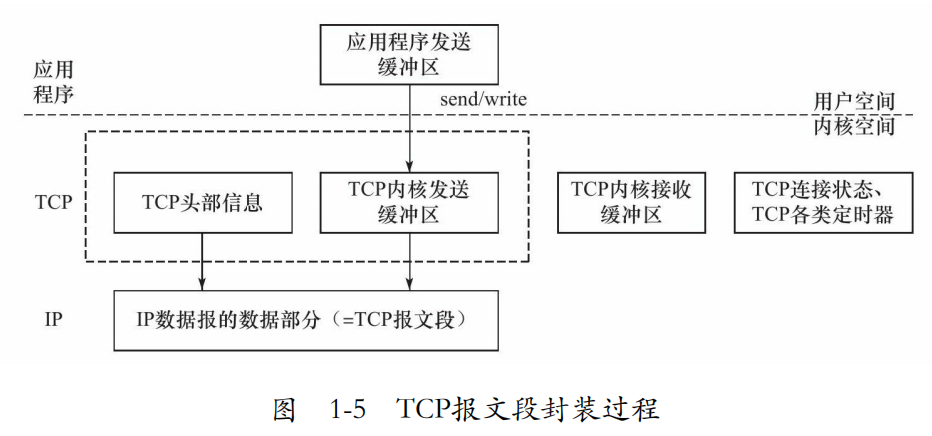 应用程序发送
缓冲区
应用
程序
send/write
用户空间
内核空间
TCP
TCP头部信息
TCP内核发送
缓冲区
TCP内核接收
缓冲区
TCP连接状态、
TCP各类定时器
IP
IP数据报的数据部分（=TCP报文段）
图 1-5 TCP报文段封装过程